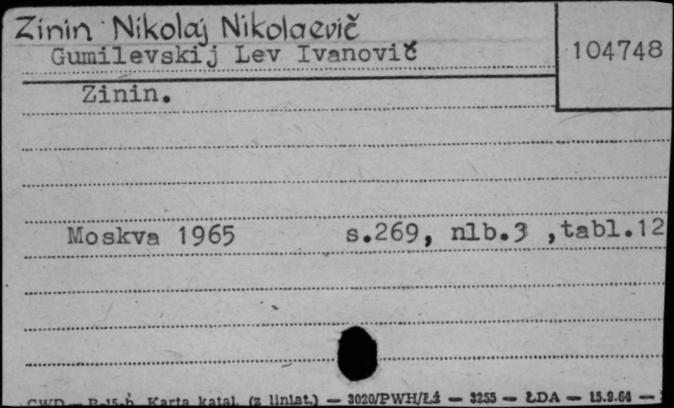 Zinin Nikolaj Nikolaevič
Gumilevskij Lev Ivanovič
104748
Zinin.
Moskva 1965 s.269, nlb.3 ,tabl.12
Karta katal. (z liniat.) — 3020/PWH/Łź — 3255 — ŁDA — 15.9.64 —